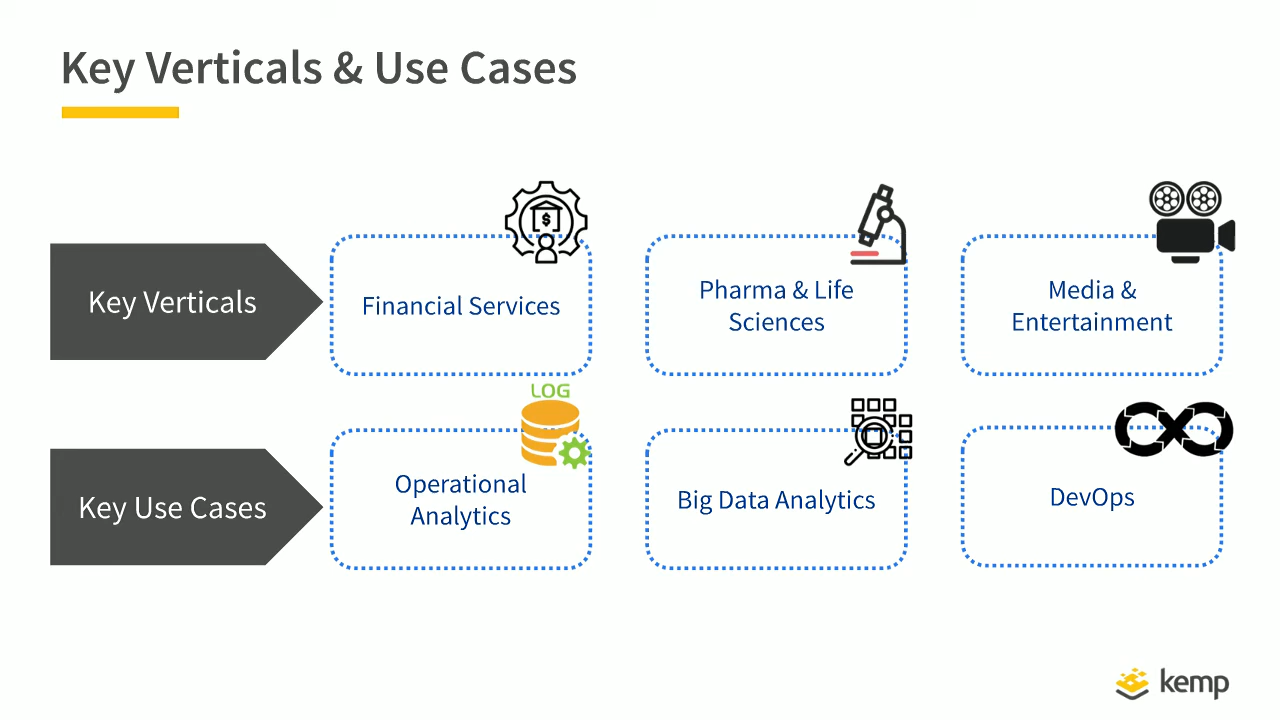 Key Verticals & Use Cases
Key Verticals
Financial Services
Pharma & Life
Sciences
Media &
Entertainment
LOG
Key Use Cases
Operational
Analytics
Big Data Analytics
DevOps
kemp